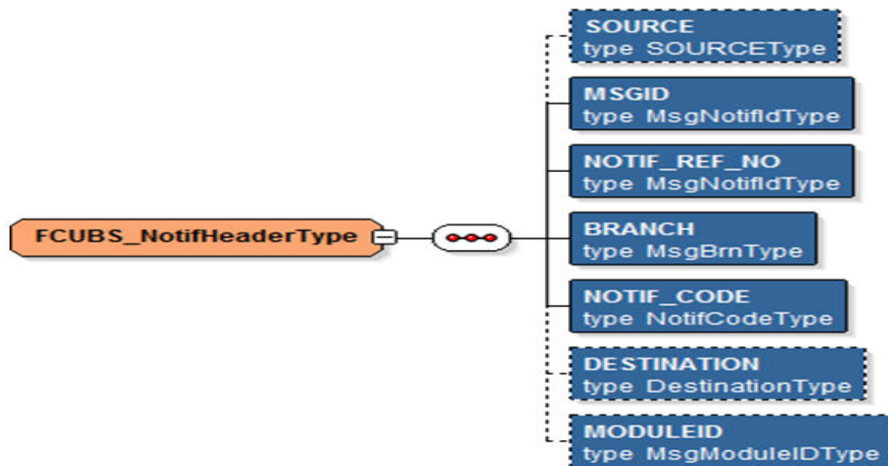 SOURCE
type SOURCEType
MSGID
type MsgNotifIdType
NOTIF_REF_NO
type MsgNotifIdType
FCUBS_NotifHeaderType
BRANCH
type MsgBrnType
NOTIF_CODE
type NotifCodeType
DESTINATION
type DestinationType
MODULEID
type MsgModuleIDType